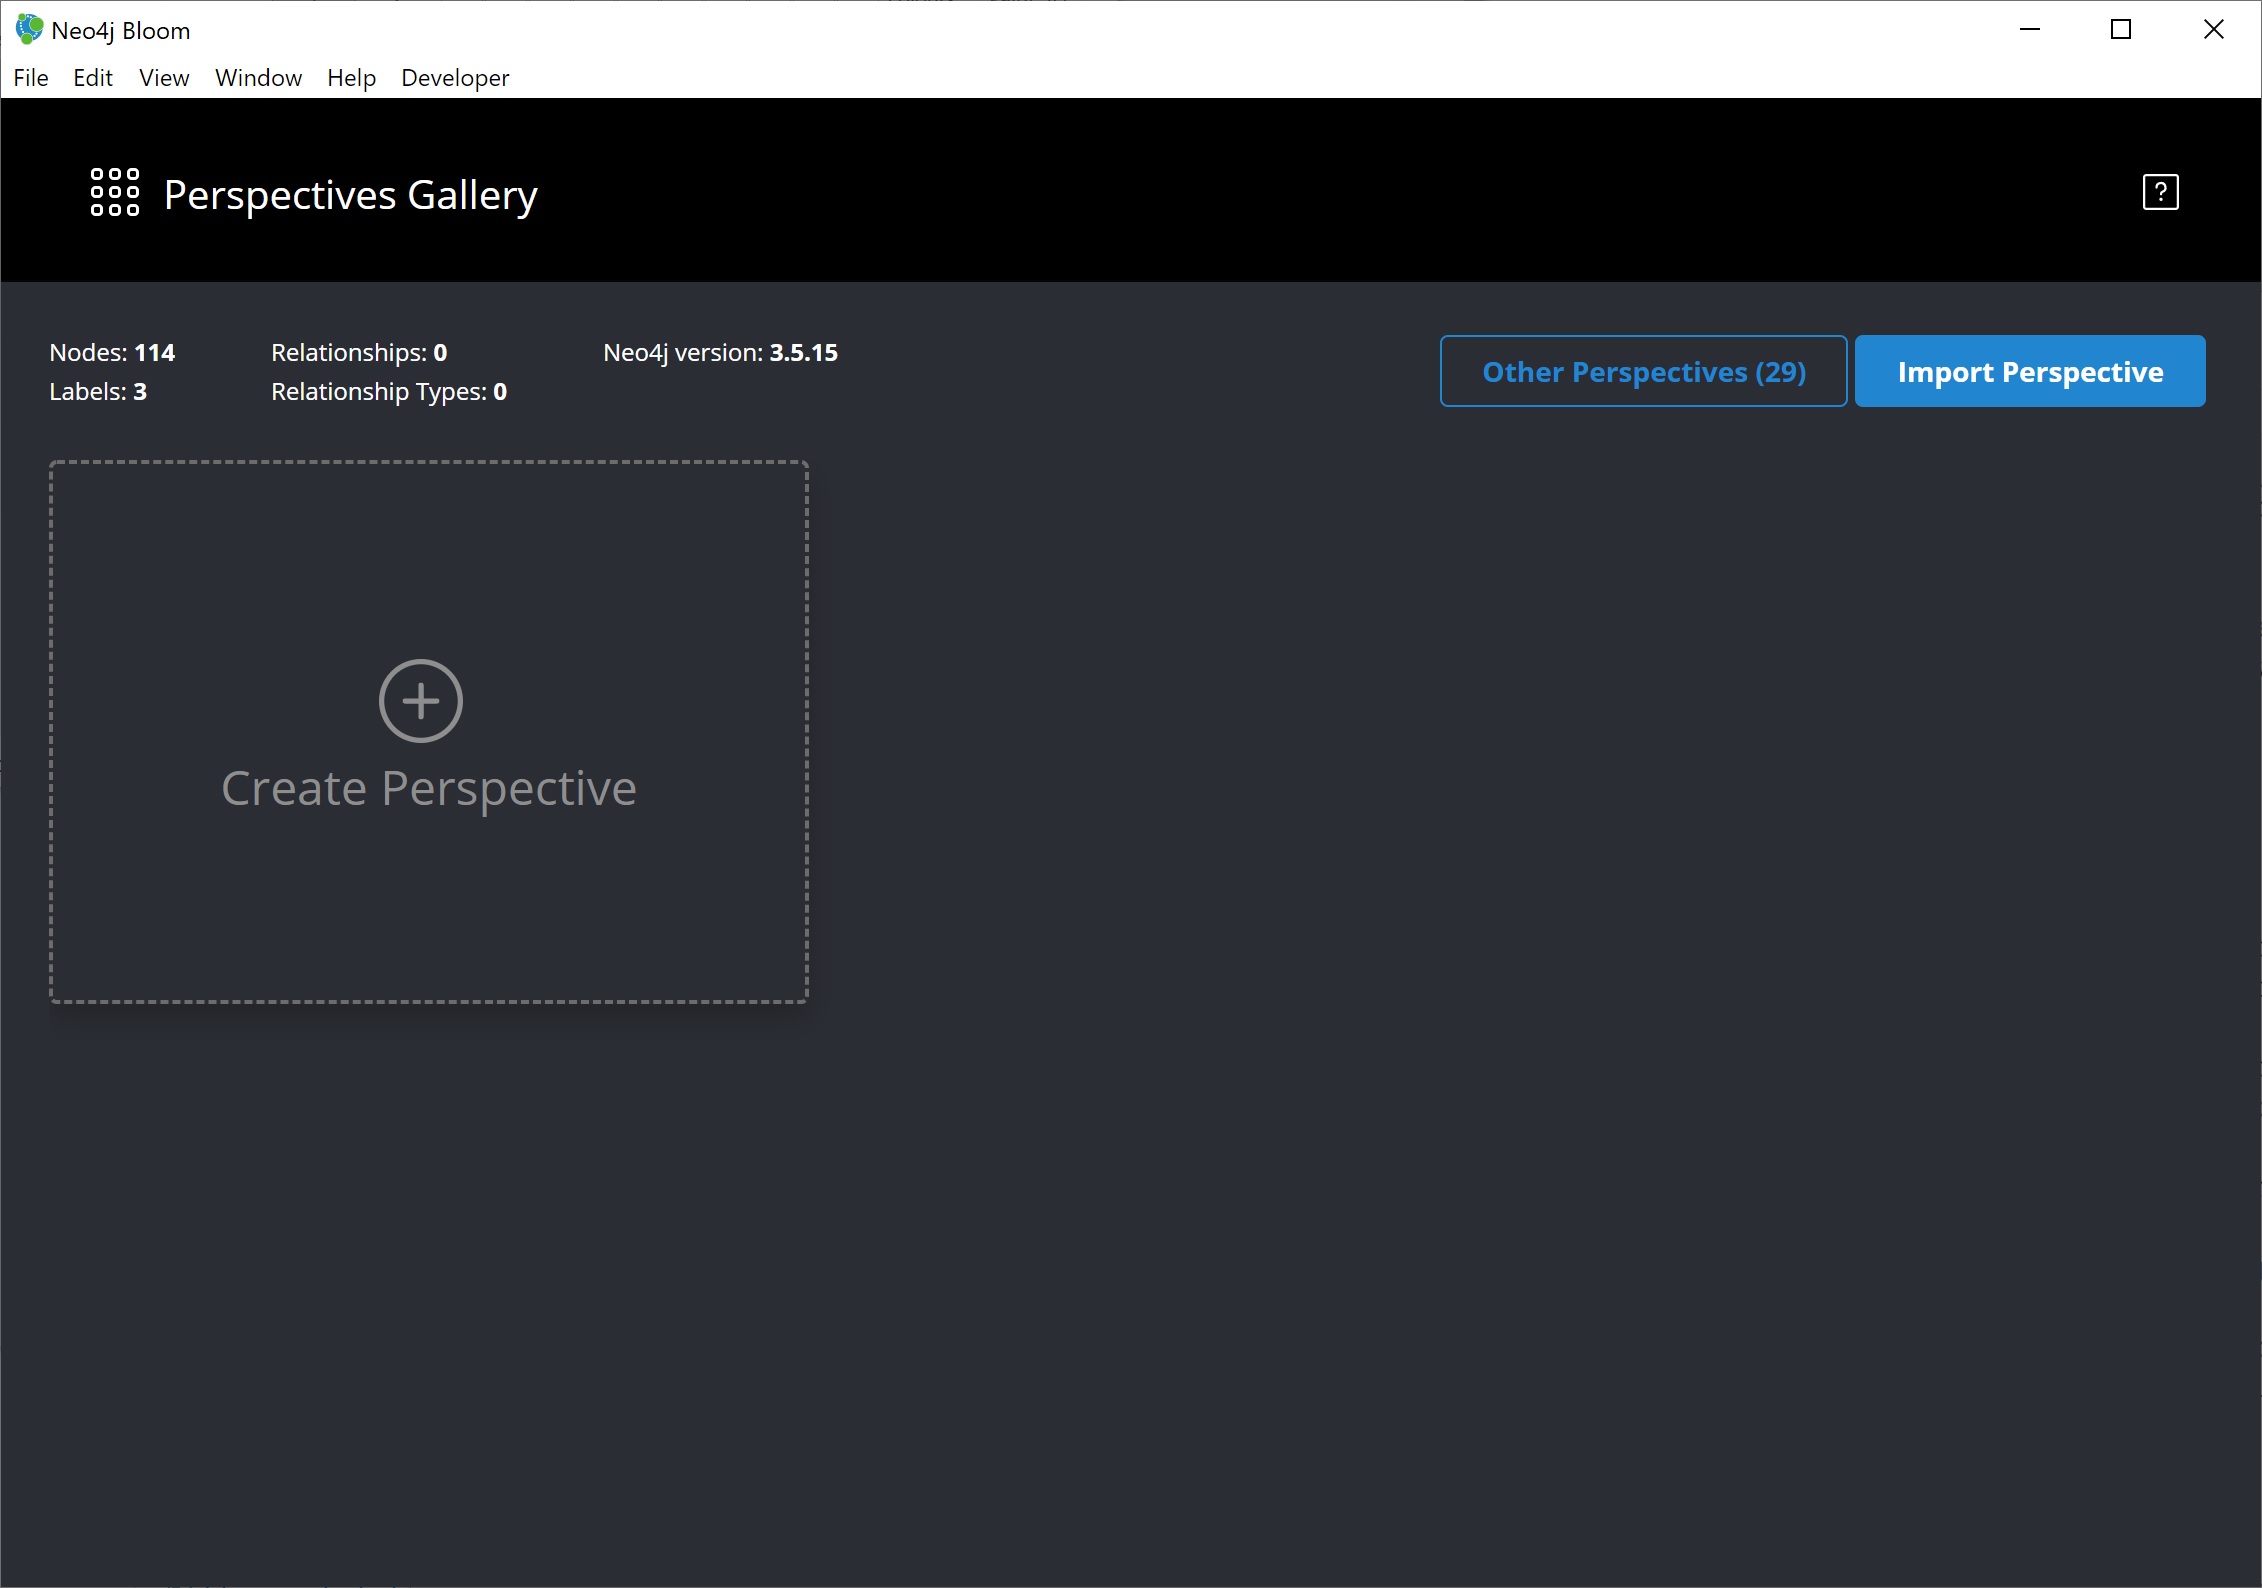 Neo4j Bloom
File Edit View Window Help Developer
Perspectives Gallery
?
Nodes: 114 Relationships: 0 Neo4j version: 3.5.15
Labels: 3 Relationship Types: 0
Other Perspectives (29) Import Perspective
Create Perspective